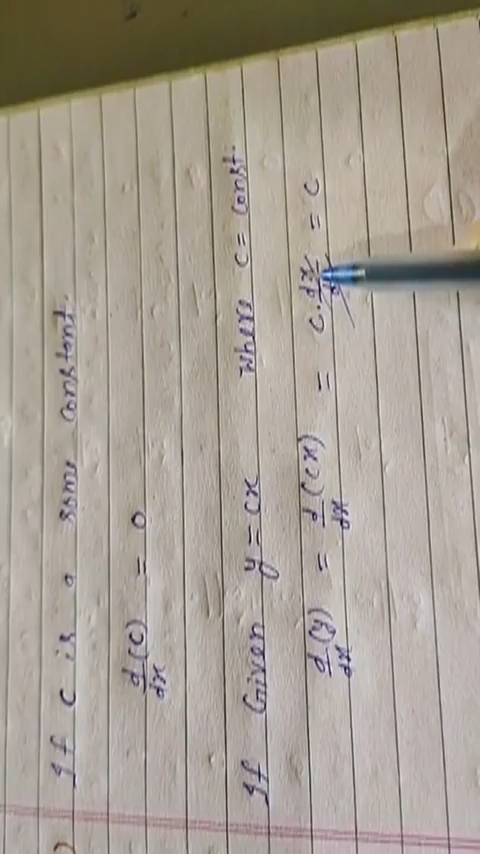 If C is a some constant.
d/dx (C) = 0
If Given y = cx where C = Const.
d/dx (y) = d/dx (cx) = C. dx/dx = C